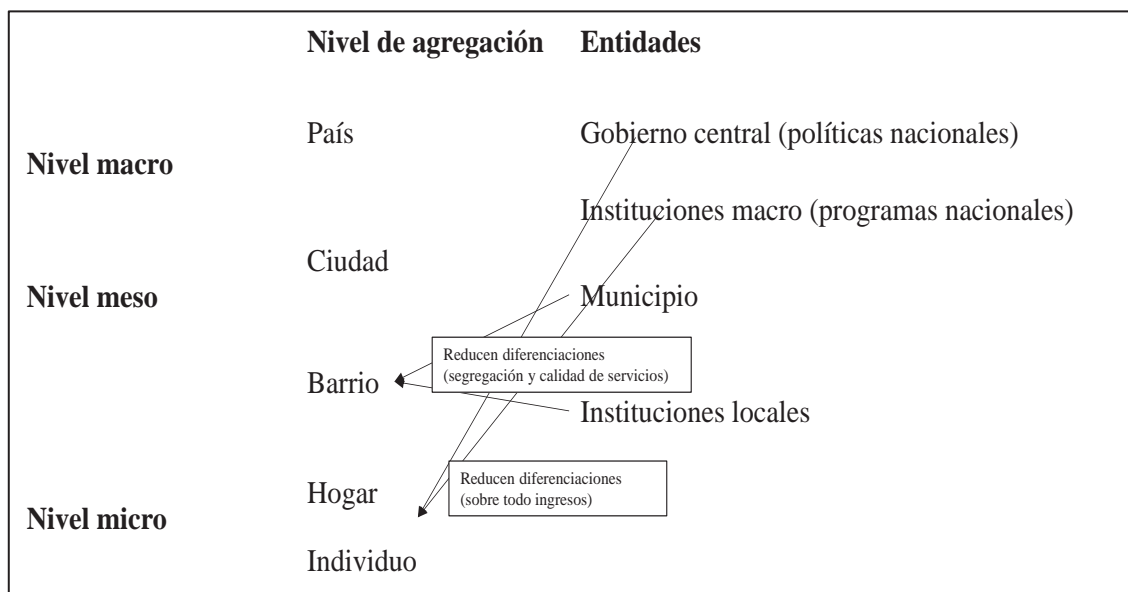 Nivel de agregación Entidades
País Gobierno central (políticas nacionales)
Nivel macro
Instituciones macro (programas nacionales)
Ciudad
Nivel meso Municipio
Reducen diferenciaciones
(segregación y calidad de servicios)
Barrio
Instituciones locales
Reducen diferenciaciones
(sobre todo ingresos)
Hogar
Nivel micro
Individuo